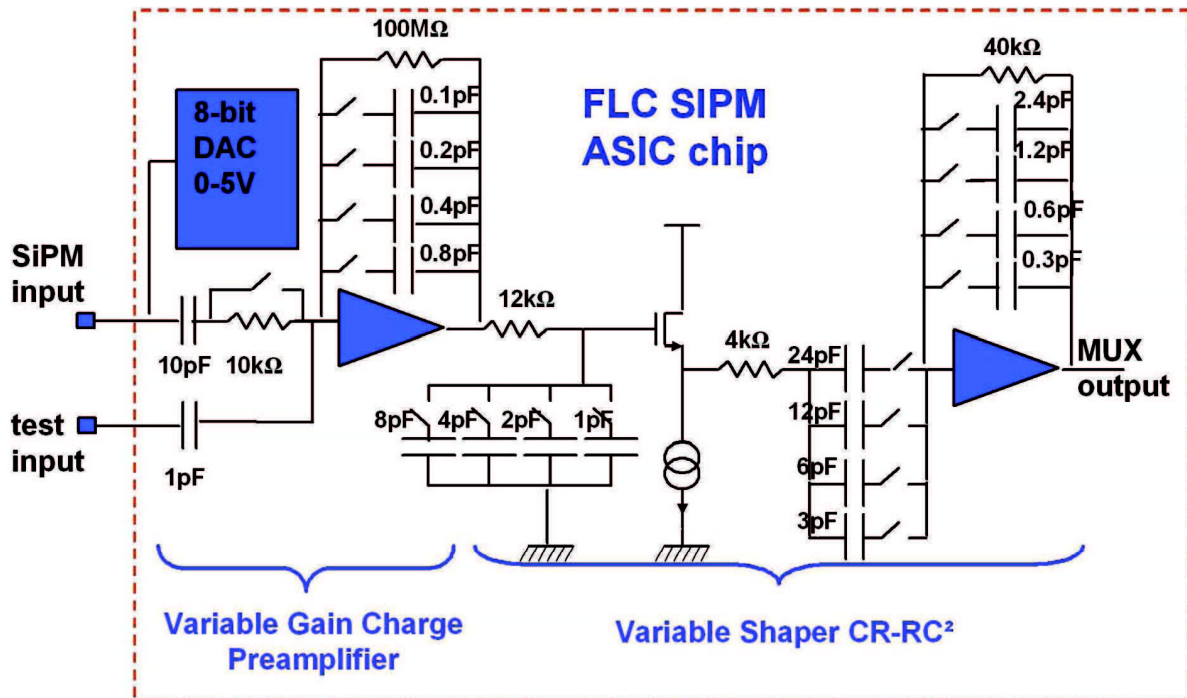 100MΩ
40kΩ
8-bit
DAC
0-5V
0.1pF
0.2pF
0.4pF
0.8pF
FLC SIPM
ASIC chip
2.4pF
1.2pF
0.6pF
0.3pF
SiPM
input
10pF
10kΩ
12kΩ
4kΩ
24pF
12pF
6pF
3pF
MUX
output
test
input
1pF
8pF
4pF
2pF
1pF
Variable Gain Charge
Preamplifier
Variable Shaper CR-RC²